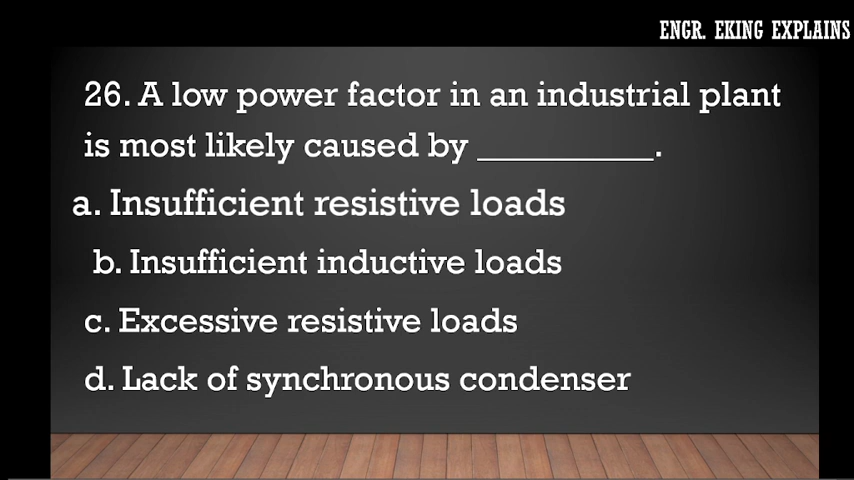 ENGR. EKING EXPLAINS
26. A low power factor in an industrial plant
is most likely caused by __________.
a. Insufficient resistive loads
b. Insufficient inductive loads
c. Excessive resistive loads
d. Lack of synchronous condenser